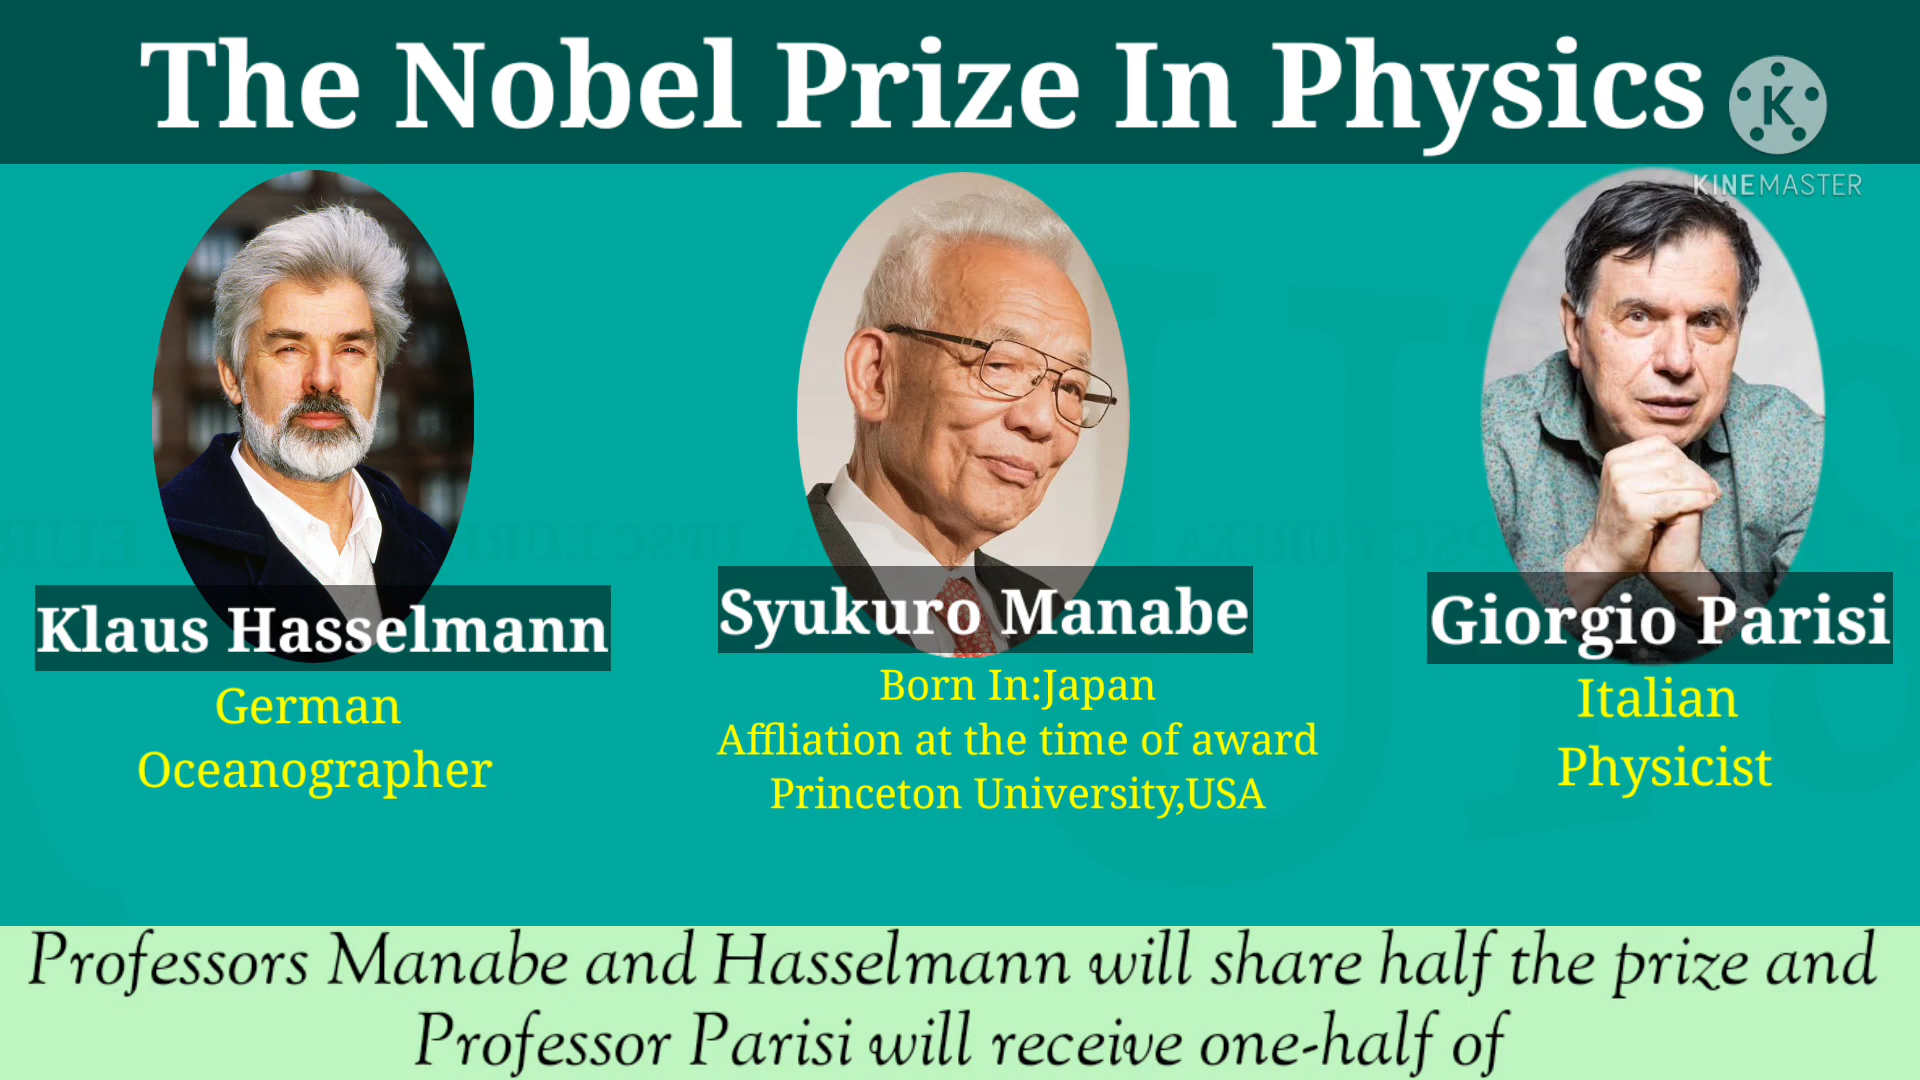 The Nobel Prize In Physics
K
KINEMASTER
Klaus Hasselmann
German
Oceanographer
Syukuro Manabe
Born In:Japan
Affliation at the time of award
Princeton University,USA
Giorgio Parisi
Italian
Physicist
Professors Manabe and Hasselmann will share half the prize and
Professor Parisi will receive one-half of